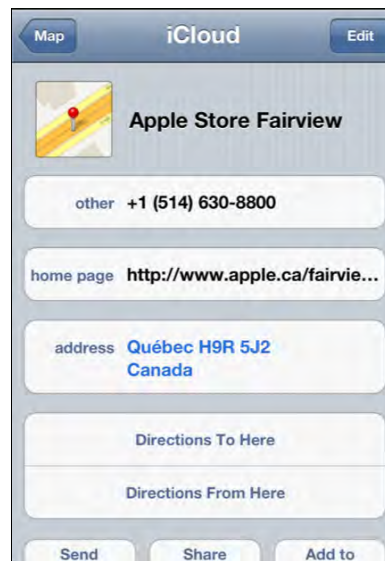 Map iCloud Edit
Apple Store Fairview
other +1 (514) 630-8800
home page http://www.apple.ca/fairvie...
address Québec H9R 5J2
Canada
Directions To Here
Directions From Here
Send Share Add to